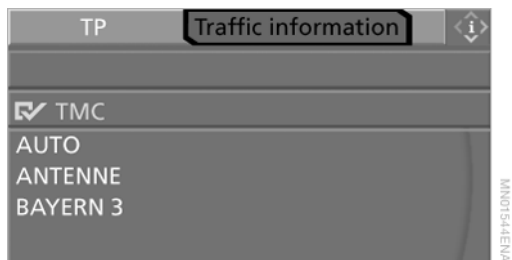 TP Traffic information i
TMC
AUTO
ANTENNE
BAYERN 3
MN01544ENA